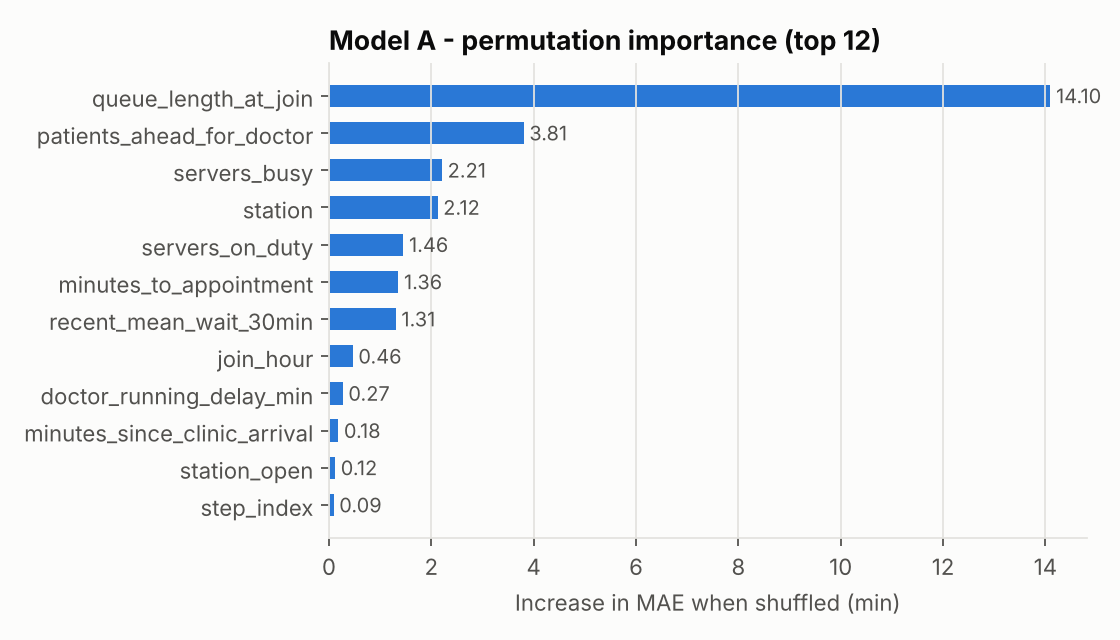 Model A - permutation importance (top 12)
queue_length_at_join 14.10
patients_ahead_for_doctor 3.81
servers_busy 2.21
station 2.12
servers_on_duty 1.46
minutes_to_appointment 1.36
recent_mean_wait_30min 1.31
join_hour 0.46
doctor_running_delay_min 0.27
minutes_since_clinic_arrival 0.18
station_open 0.12
step_index 0.09
0 2 4 6 8 10 12 14
Increase in MAE when shuffled (min)